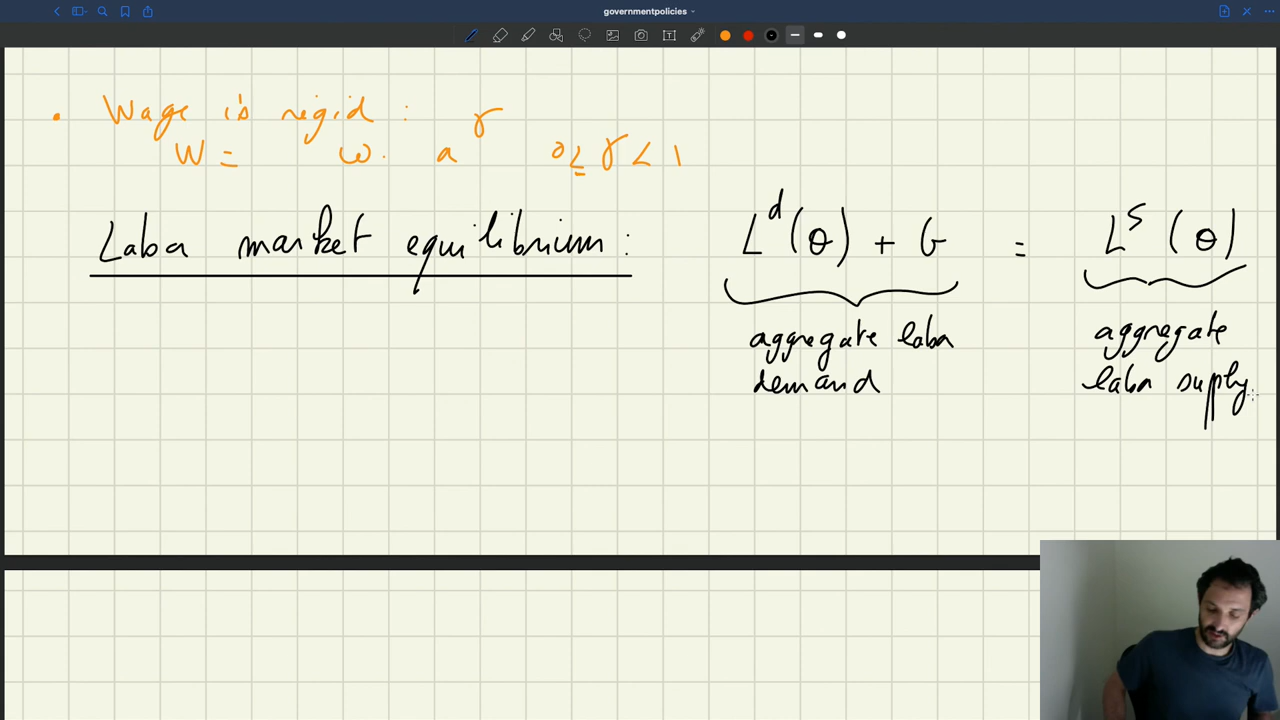 governmentpolicies
• Wage is rigid :
W = ω. a^γ 0 ≤ γ < 1
Labor market equilibrium : L^d (θ) + G = L^s (θ)
aggregate labor demand
aggregate labor supply